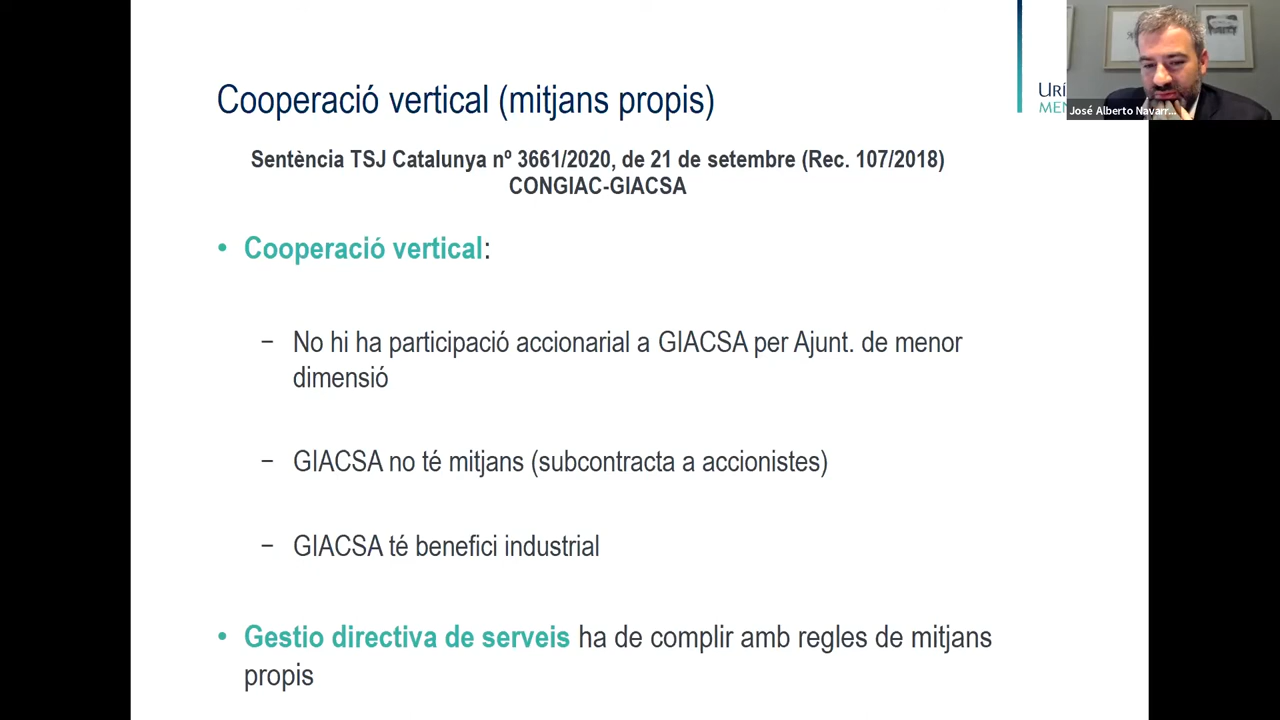 Cooperació vertical (mitjans propis)
Sentència TSJ Catalunya nº 3661/2020, de 21 de setembre (Rec. 107/2018)
CONGIAC-GIACSA
• Cooperació vertical:
− No hi ha participació accionarial a GIACSA per Ajunt. de menor
dimensió
− GIACSA no té mitjans (subcontracta a accionistes)
− GIACSA té benefici industrial
• Gestio directiva de serveis ha de complir amb regles de mitjans
propis
José Alberto Navarr...